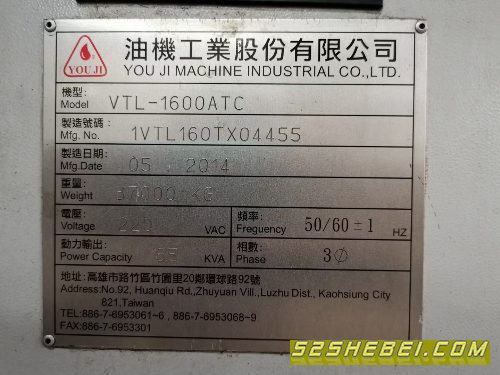 YOU JI
油機工業股份有限公司
YOU JI MACHINE INDUSTRIAL CO.,LTD.
機型: VTL-1600ATC
Model
製造號碼: 1VTL160TX04455
Mfg. No.
製造日期: 05 2014
Mfg.Date
重量: 37000 KG
Weight
電壓: 220 VAC 頻率: 50/60±1 HZ
Voltage Frequency
動力輸出: KVA 相數: 3Ø
Power Capacity Phase
地址:高雄市路竹區竹園里20鄰環球路92號
Address:No.92, Huanqiu Rd.,Zhuyuan Vill.,Luzhu Dist., Kaohsiung City
821,Taiwan
TEL:886-7-6953061~6 , 886-7-6953068~9
FAX:886-7-6953301
52SHEBEI.COM